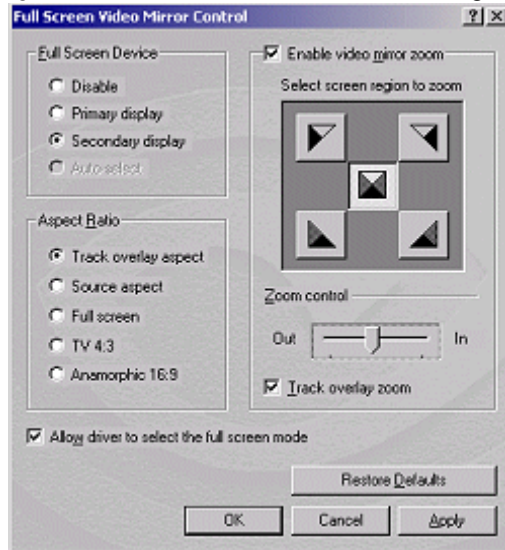 Full Screen Video Mirror Control
Full Screen Device
Disable
Primary display
Secondary display
Auto select
Aspect Ratio
Track overlay aspect
Source aspect
Full screen
TV 4:3
Anamorphic 16:9
Enable video mirror zoom
Select screen region to zoom
Zoom control
Out
In
Track overlay zoom
Allow driver to select the full screen mode
Restore Defaults
OK
Cancel
Apply